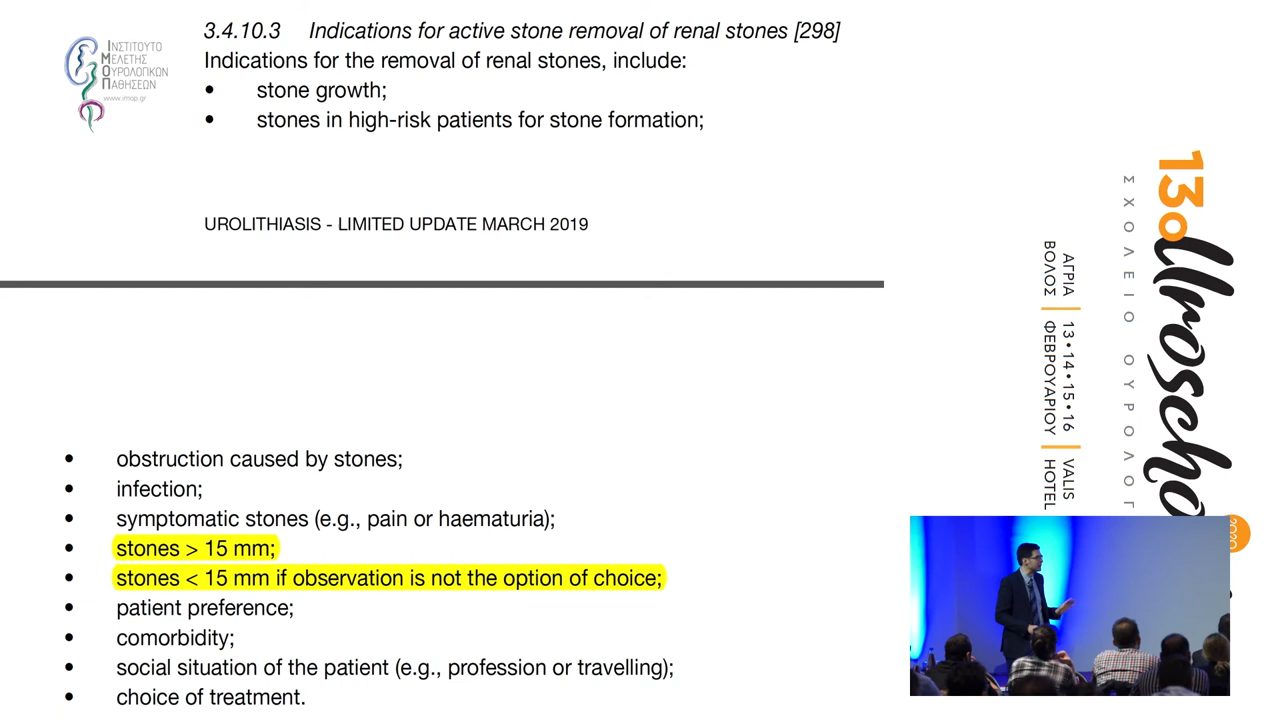 3.4.10.3 Indications for active stone removal of renal stones [298]
Indications for the removal of renal stones, include:
• stone growth;
• stones in high-risk patients for stone formation;
UROLITHIASIS - LIMITED UPDATE MARCH 2019
• obstruction caused by stones;
• infection;
• symptomatic stones (e.g., pain or haematuria);
• stones > 15 mm;
• stones < 15 mm if observation is not the option of choice;
• patient preference;
• comorbidity;
• social situation of the patient (e.g., profession or travelling);
• choice of treatment.
ΙΝΣΤΙΤΟΥΤΟ
ΜΕΛΕΤΗΣ
ΟΥΡΟΛΟΓΙΚΩΝ
ΠΑΘΗΣΕΩΝ
www.imop.gr
13ο
Uroscho
2020
ΣΧΟΛΕΙΟ ΟΥΡΟΛΟΓ
ΑΓΡΙΑ
ΒΟΛΟΣ
13•14•15•16
ΦΕΒΡΟΥΑΡΙΟΥ
VALIS
HOTEL